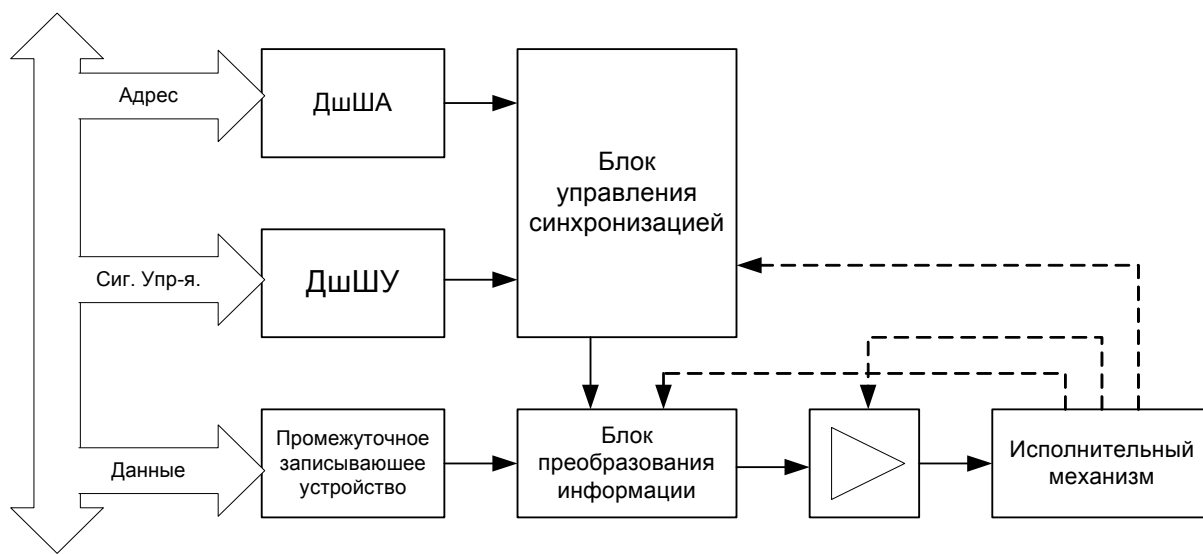 Адрес
ДшША
Блок
управления
синхронизацией
Сиг. Упр-я.
ДшШУ
Данные
Промежуточное
записываюшее
устройство
Блок
преобразования
информации
Исполнительный
механизм